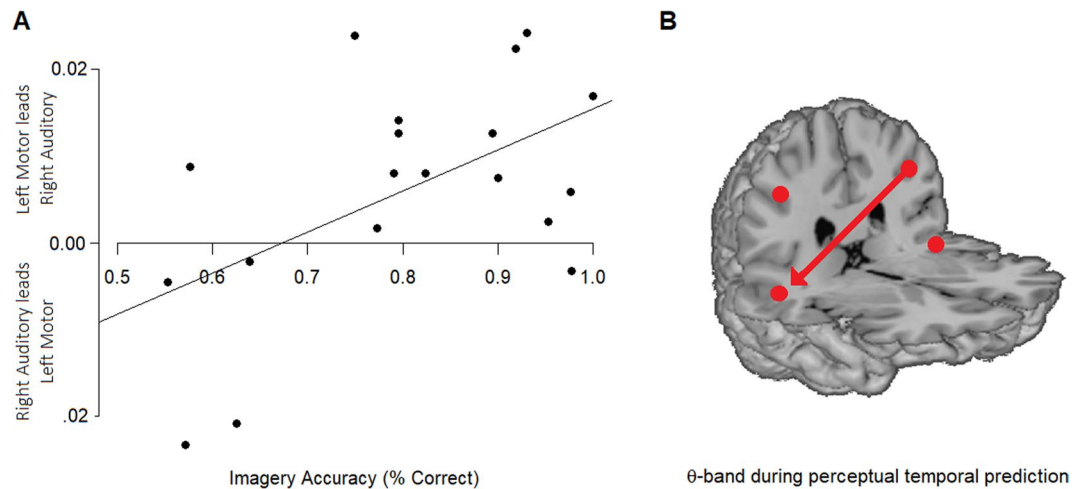 A
B
Left Motor leads
Right Auditory
Right Auditory leads
Left Motor
0.02
0.00
.02
0.5
0.6
0.7
0.8
0.9
1.0
Imagery Accuracy (% Correct)
θ-band during perceptual temporal prediction